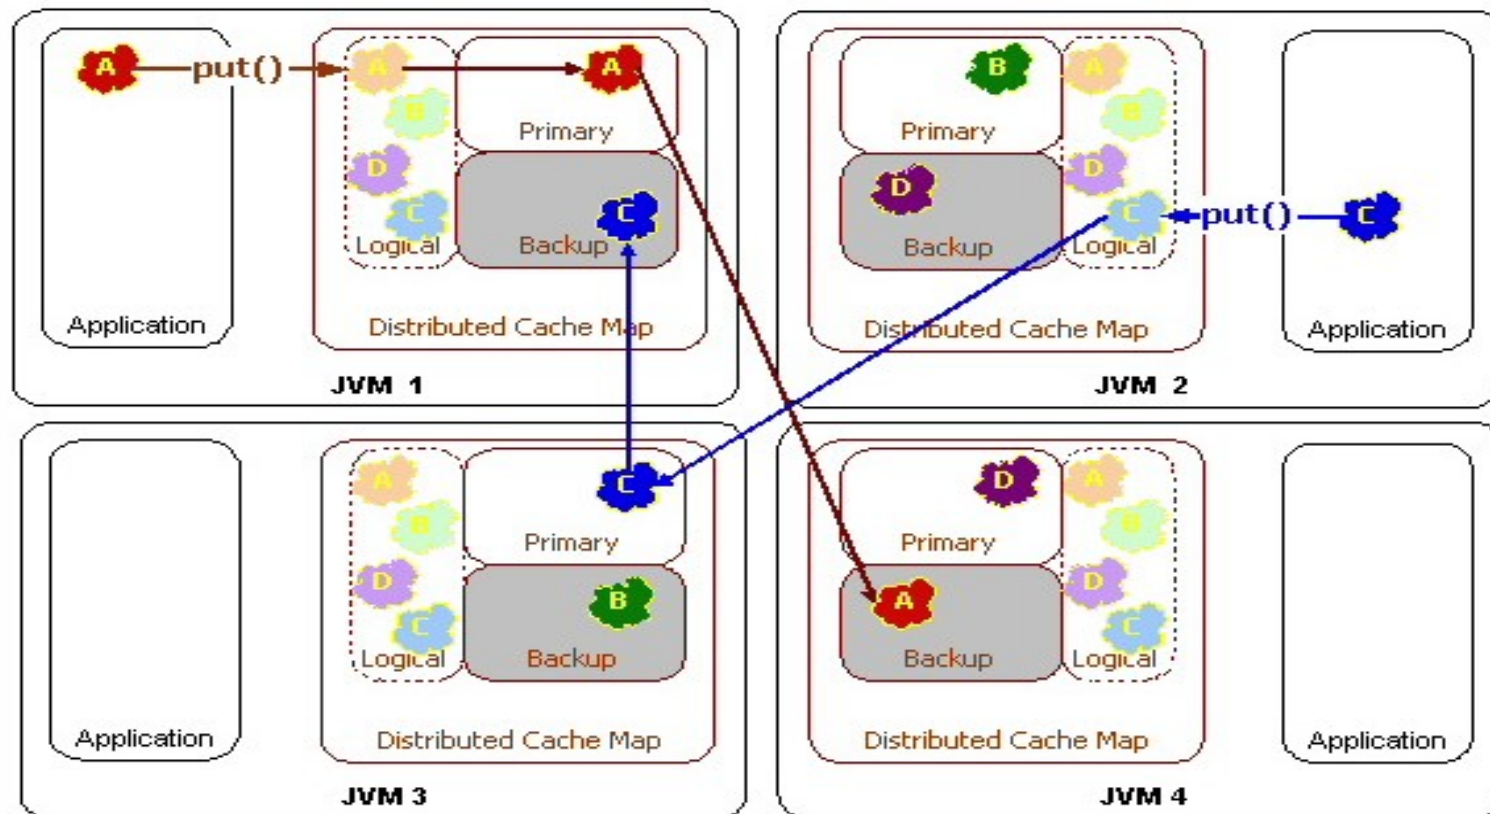 A put() A A
B Primary
D
C C
Logical Backup
Application Distributed Cache Map
JVM 1
B A
Primary B
D D
C put() C
Backup Logical
Distributed Cache Map Application
JVM 2
A C
B Primary
D B
C
Logical Backup
Application Distributed Cache Map
JVM 3
D A
Primary B
A D
C
Backup Logical
Distributed Cache Map Application
JVM 4